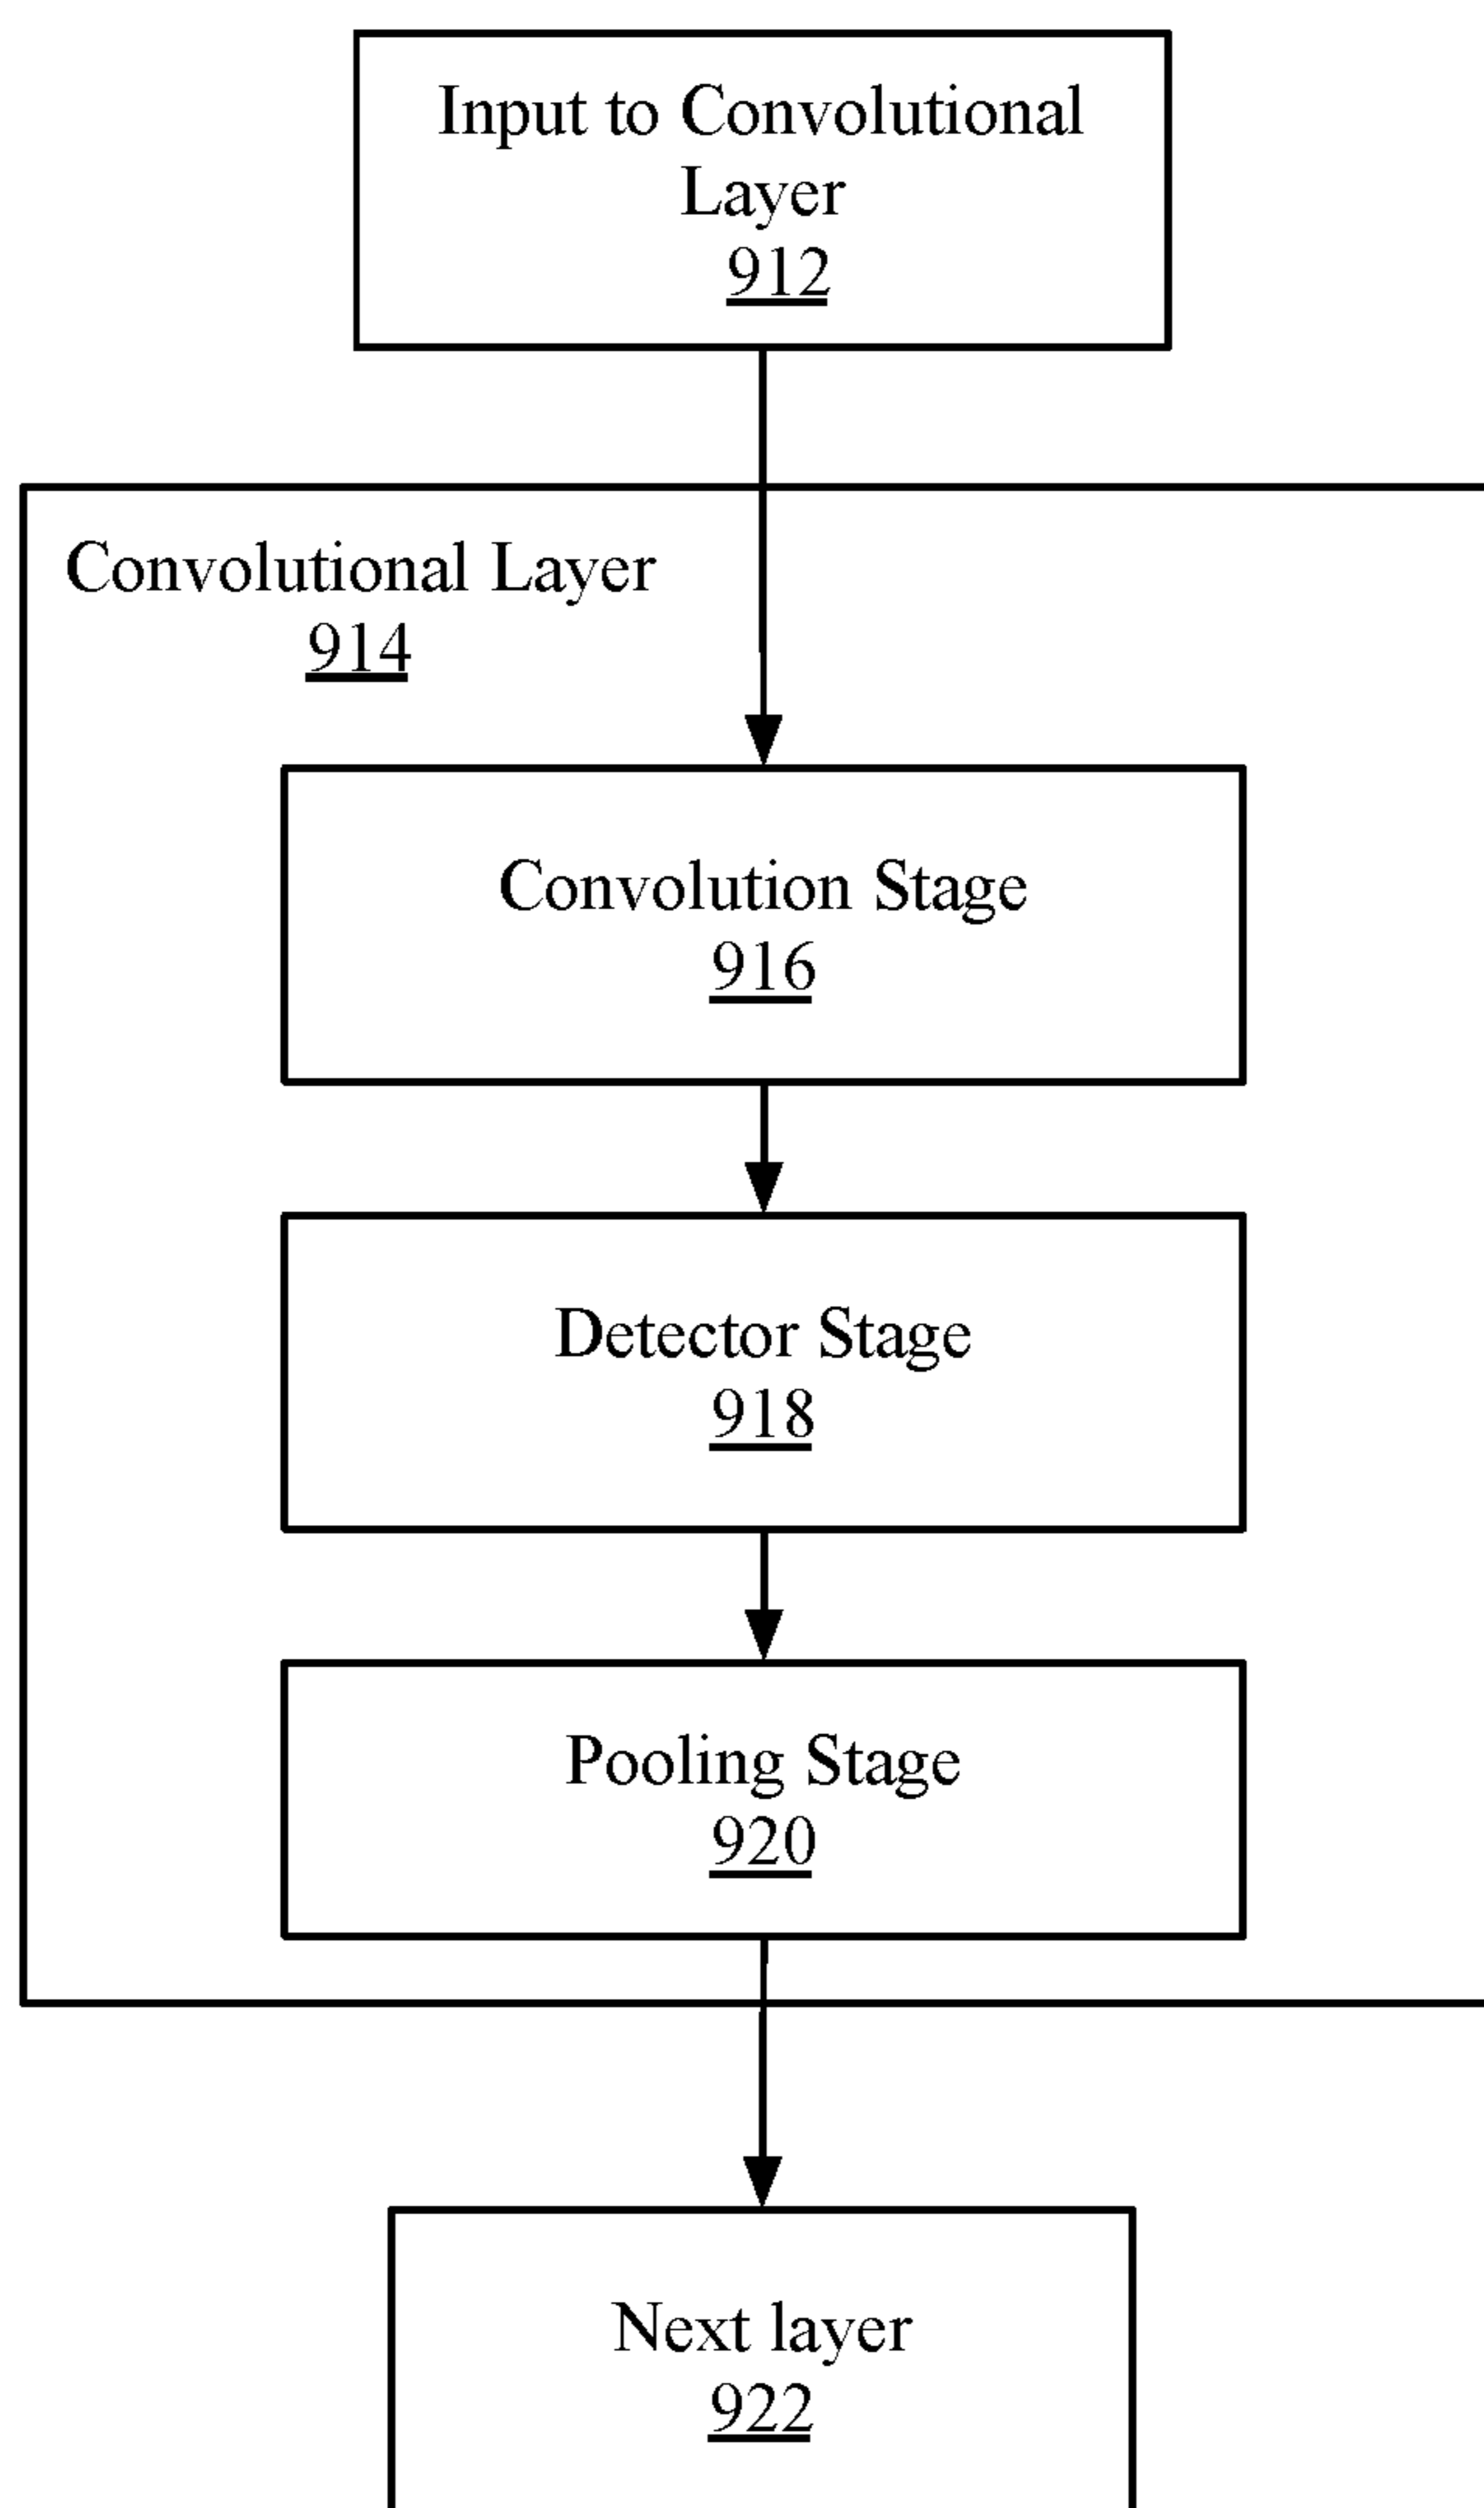 Input to Convolutional
Layer
912
Convolutional Layer
914
Convolution Stage
916
Detector Stage
918
Pooling Stage
920
Next layer
922